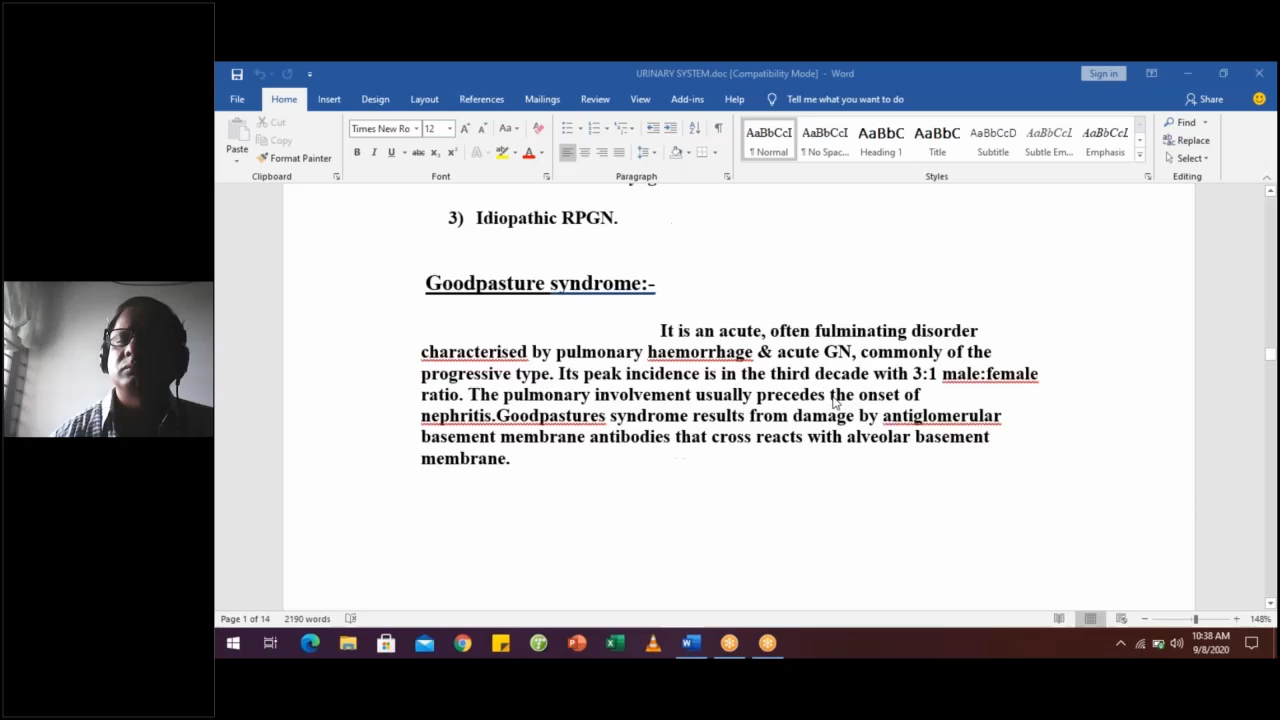 URINARY SYSTEM.doc [Compatibility Mode] - Word
Sign in
File Home Insert Design Layout References Mailings Review View Add-ins Help Tell me what you want to do Share
Paste
Cut
Copy
Format Painter
Clipboard
Times New Ro 12
Font
Paragraph
AaBbCcI AaBbCcI AaBbC AaBbC AaBbCcD AaBbCcI AaBbCcI
¶ Normal ¶ No Spac... Heading 1 Title Subtitle Subtle Em... Emphasis
Styles
Find
Replace
Select
Editing
3) Idiopathic RPGN.
Goodpasture syndrome:-
It is an acute, often fulminating disorder
characterised by pulmonary haemorrhage & acute GN, commonly of the
progressive type. Its peak incidence is in the third decade with 3:1 male:female
ratio. The pulmonary involvement usually precedes the onset of
nephritis.Goodpastures syndrome results from damage by antiglomerular
basement membrane antibodies that cross reacts with alveolar basement
membrane.
Page 1 of 14 2190 words
148%
10:38 AM
9/8/2020